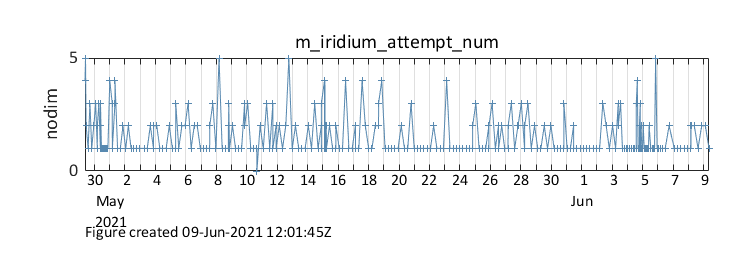 m_iridium_attempt_num
5
nodim
0
30 2 4 6 8 10 12 14 16 18 20 22 24 26 28 30 1 3 5 7 9
May Jun
2021
Figure created 09-Jun-2021 12:01:45Z